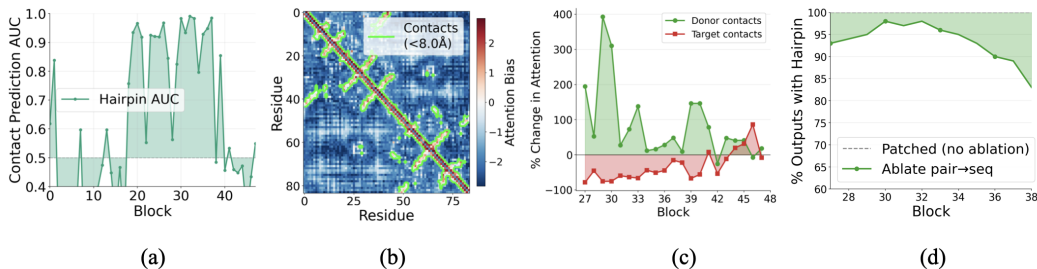 Contact Prediction AUC
1.0
0.9
0.8
0.7
0.6
0.5
0.4
Hairpin AUC
0
10
20
30
40
Block
(a)
Residue
0
20
40
60
80
Contacts
(<8.0Å)
0
25
50
75
Residue
2
1
0
−1
−2
Attention Bias
(b)
% Change in Attention
400
300
200
100
0
−100
Donor contacts
Target contacts
27
30
33
36
39
42
45
48
Block
(c)
% Outputs with Hairpin
100
95
90
85
80
75
70
65
60
Patched (no ablation)
Ablate pair→seq
28
30
32
34
36
38
Block
(d)